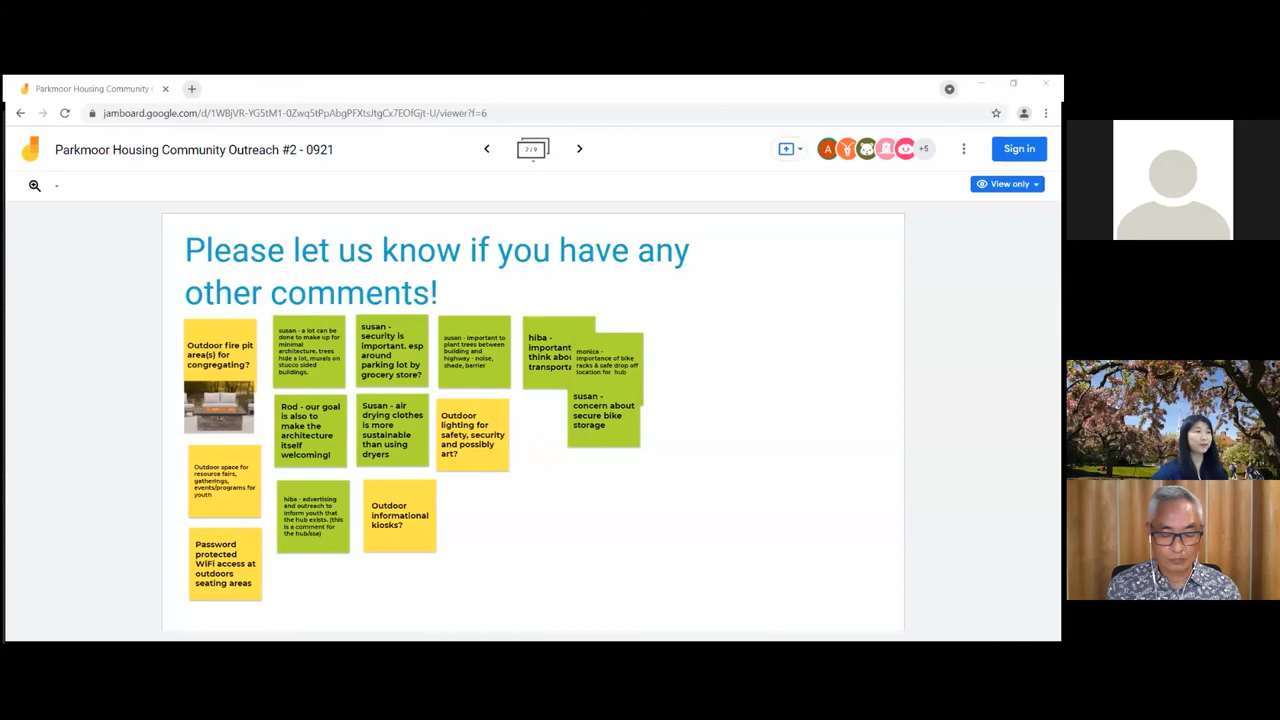 Parkmoor Housing Community
jamboard.google.com/d/1WBjVR-YG5tM1-0Zwq5tPpAbgPFXtsJtgCx7EOfGjt-U/viewer?f=6
Parkmoor Housing Community Outreach #2 - 0921
7 / 9
A
+5
Sign in
View only
Please let us know if you have any
other comments!
Outdoor fire pit
area(s) for
congregating?
susan - a lot can be
done to make up for
minimal
architecture. trees
hide a lot, murals on
stucco sided
buildings.
susan -
security is
important. esp
around
parking lot by
grocery store?
susan - important to
plant trees between
building and
highway - noise,
shade, barrier
hiba -
important
think
monica -
importance of bike
racks & safe drop off
location for hub
susan -
concern about
secure bike
storage
Rod - our goal
is also to
make the
architecture
itself
welcoming!
Susan - air
drying clothes
is more
sustainable
than using
dryers
Outdoor
lighting for
safety, security
and possibly
art?
Outdoor space for
resource fairs,
gatherings,
events/programs for
youth
hiba - advertising
and outreach to
inform youth that
the hub exists. (this
is a comment for
the hub/ssa)
Outdoor
informational
kiosks?
Password
protected
WiFi access at
outdoors
seating areas